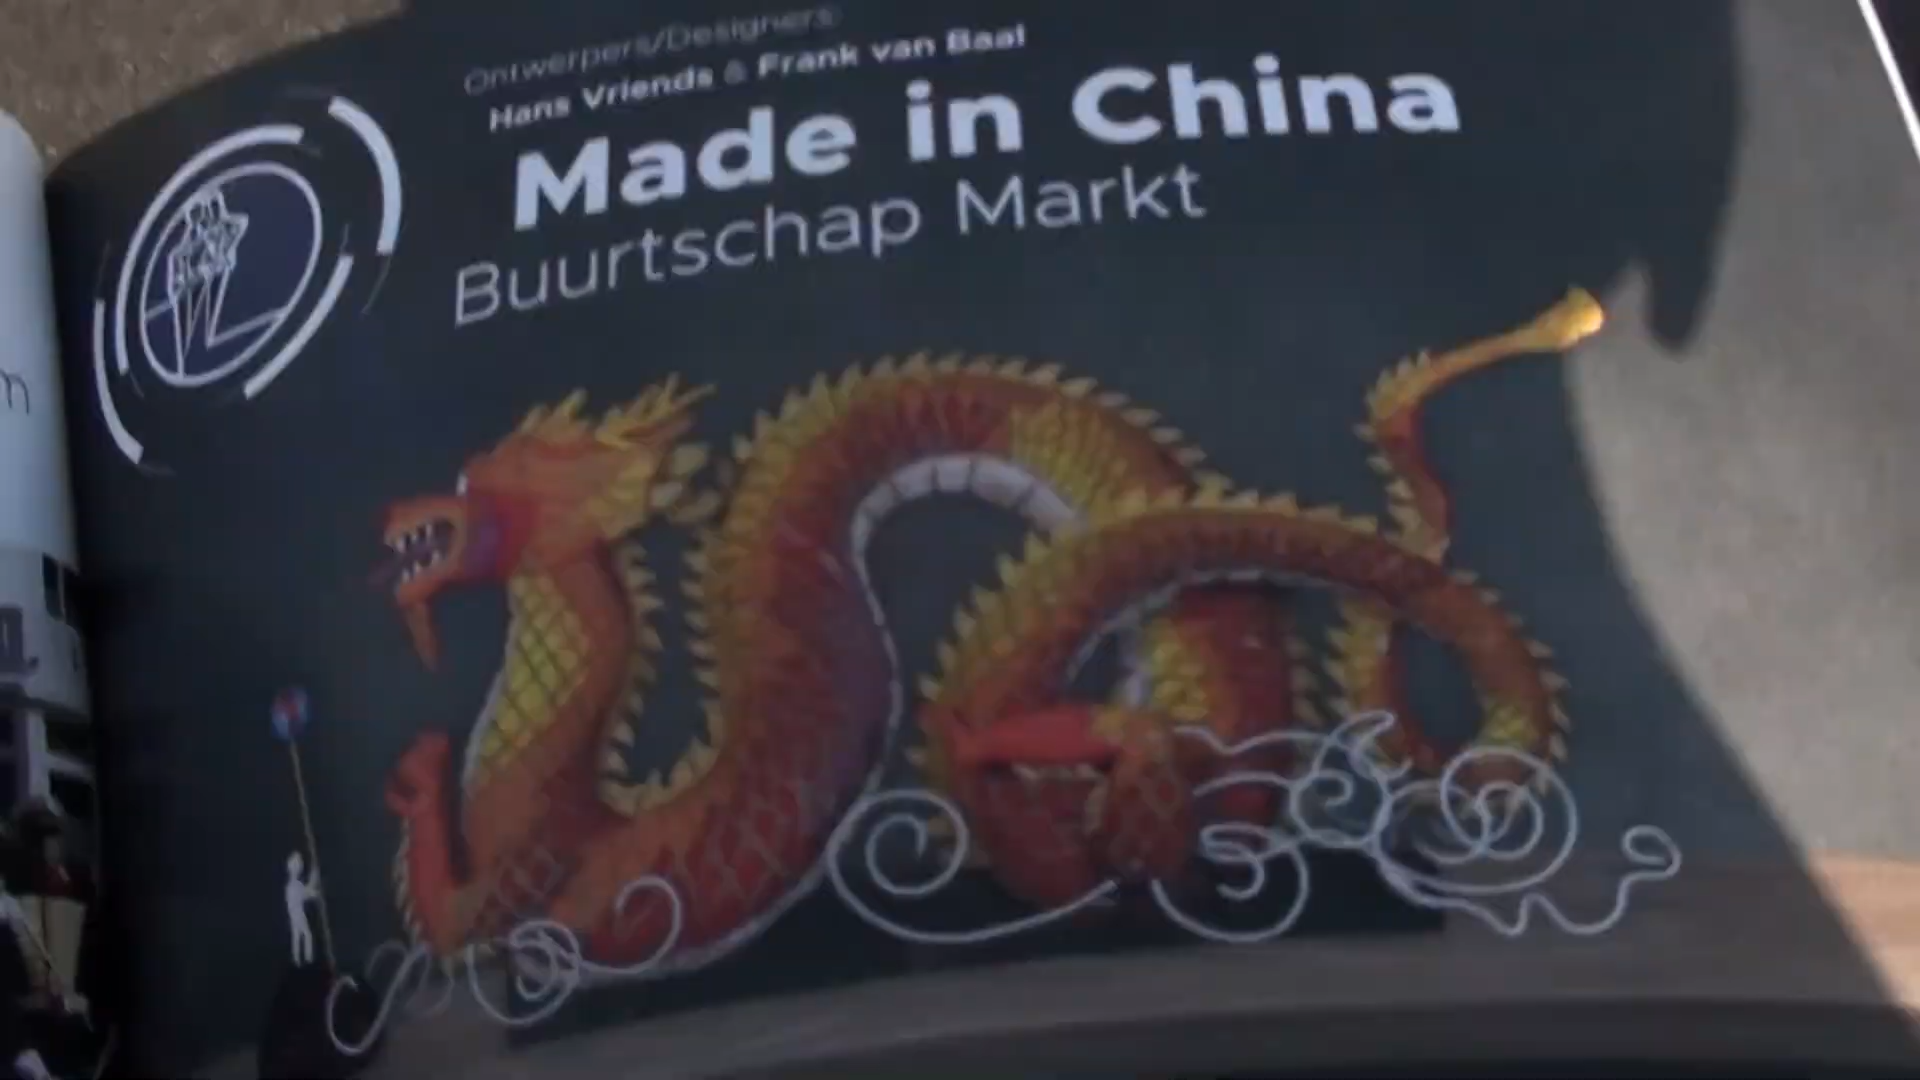 Ontwerpers/Designers:
Hans Vriends & Frank van Baal
Made in China
Buurtschap Markt